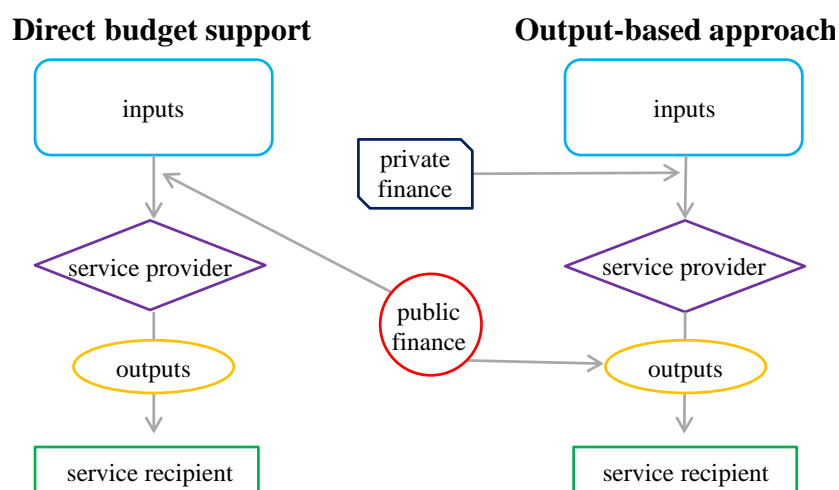 Direct budget support
Output-based approach
inputs
inputs
private
finance
service provider
service provider
public
finance
outputs
outputs
service recipient
service recipient